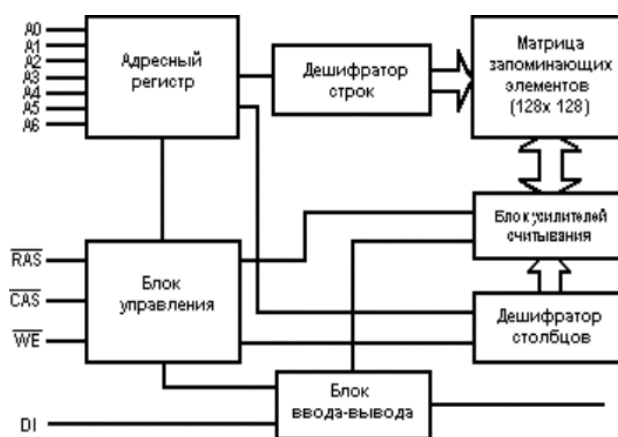 A0
A1
A2
A3
A4
A5
A6
Адресный
регистр
Дешифратор
строк
Матрица
запоминающих
элементов
(128x 128)
Блок усилителей
считывания
RAS
CAS
WE
Блок
управления
Дешифратор
столбцов
Блок
ввода-вывода
DI